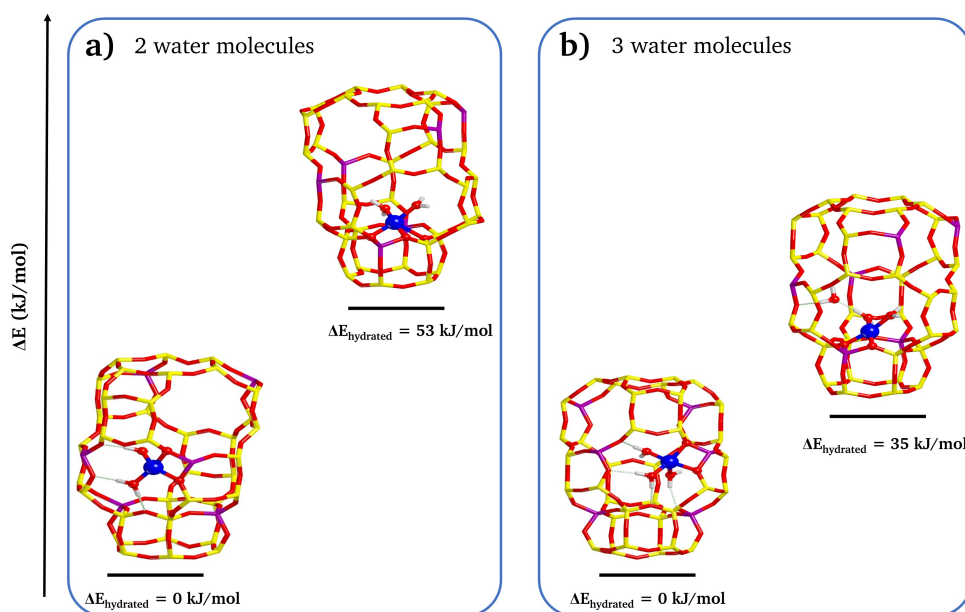 a) 2 water molecules
b) 3 water molecules
ΔE (kJ/mol)
ΔEhydrated = 53 kJ/mol
ΔEhydrated = 35 kJ/mol
ΔEhydrated = 0 kJ/mol
ΔEhydrated = 0 kJ/mol